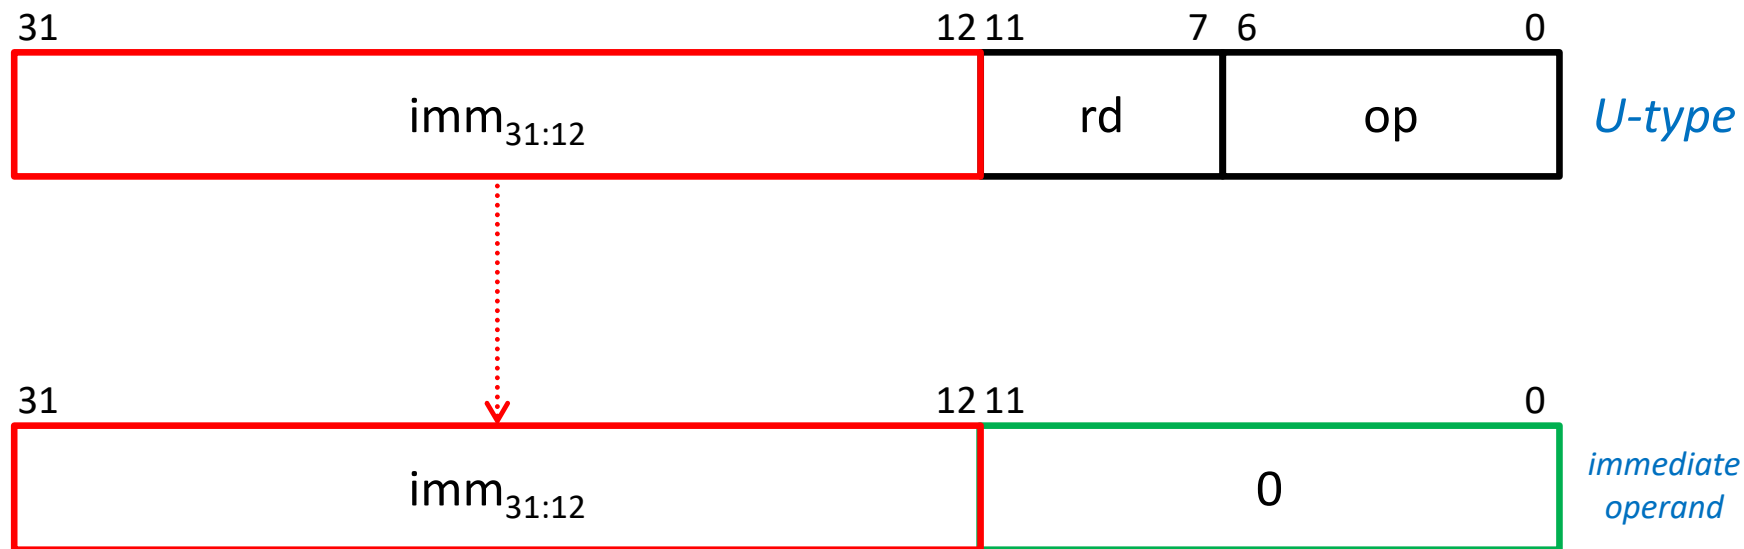 31 12 11 7 6 0
imm31:12 rd op U-type
31 12 11 0
imm31:12 0 immediate
operand